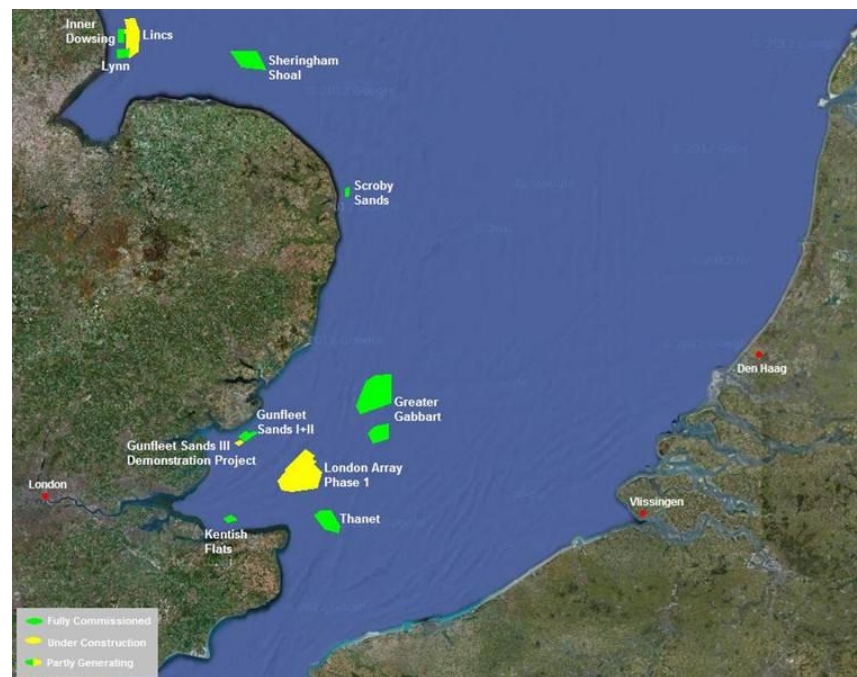 Inner
Dowsing
Lincs
Lynn
Sheringham
Shoal
Scroby
Sands
Den Haag
Greater
Gabbart
Gunfleet
Sands I+II
Gunfleet Sands III
Demonstration Project
London Array
Phase 1
London
Vlissingen
Thanet
Kentish
Flats
Fully Commissioned
Under Construction
Partly Generating